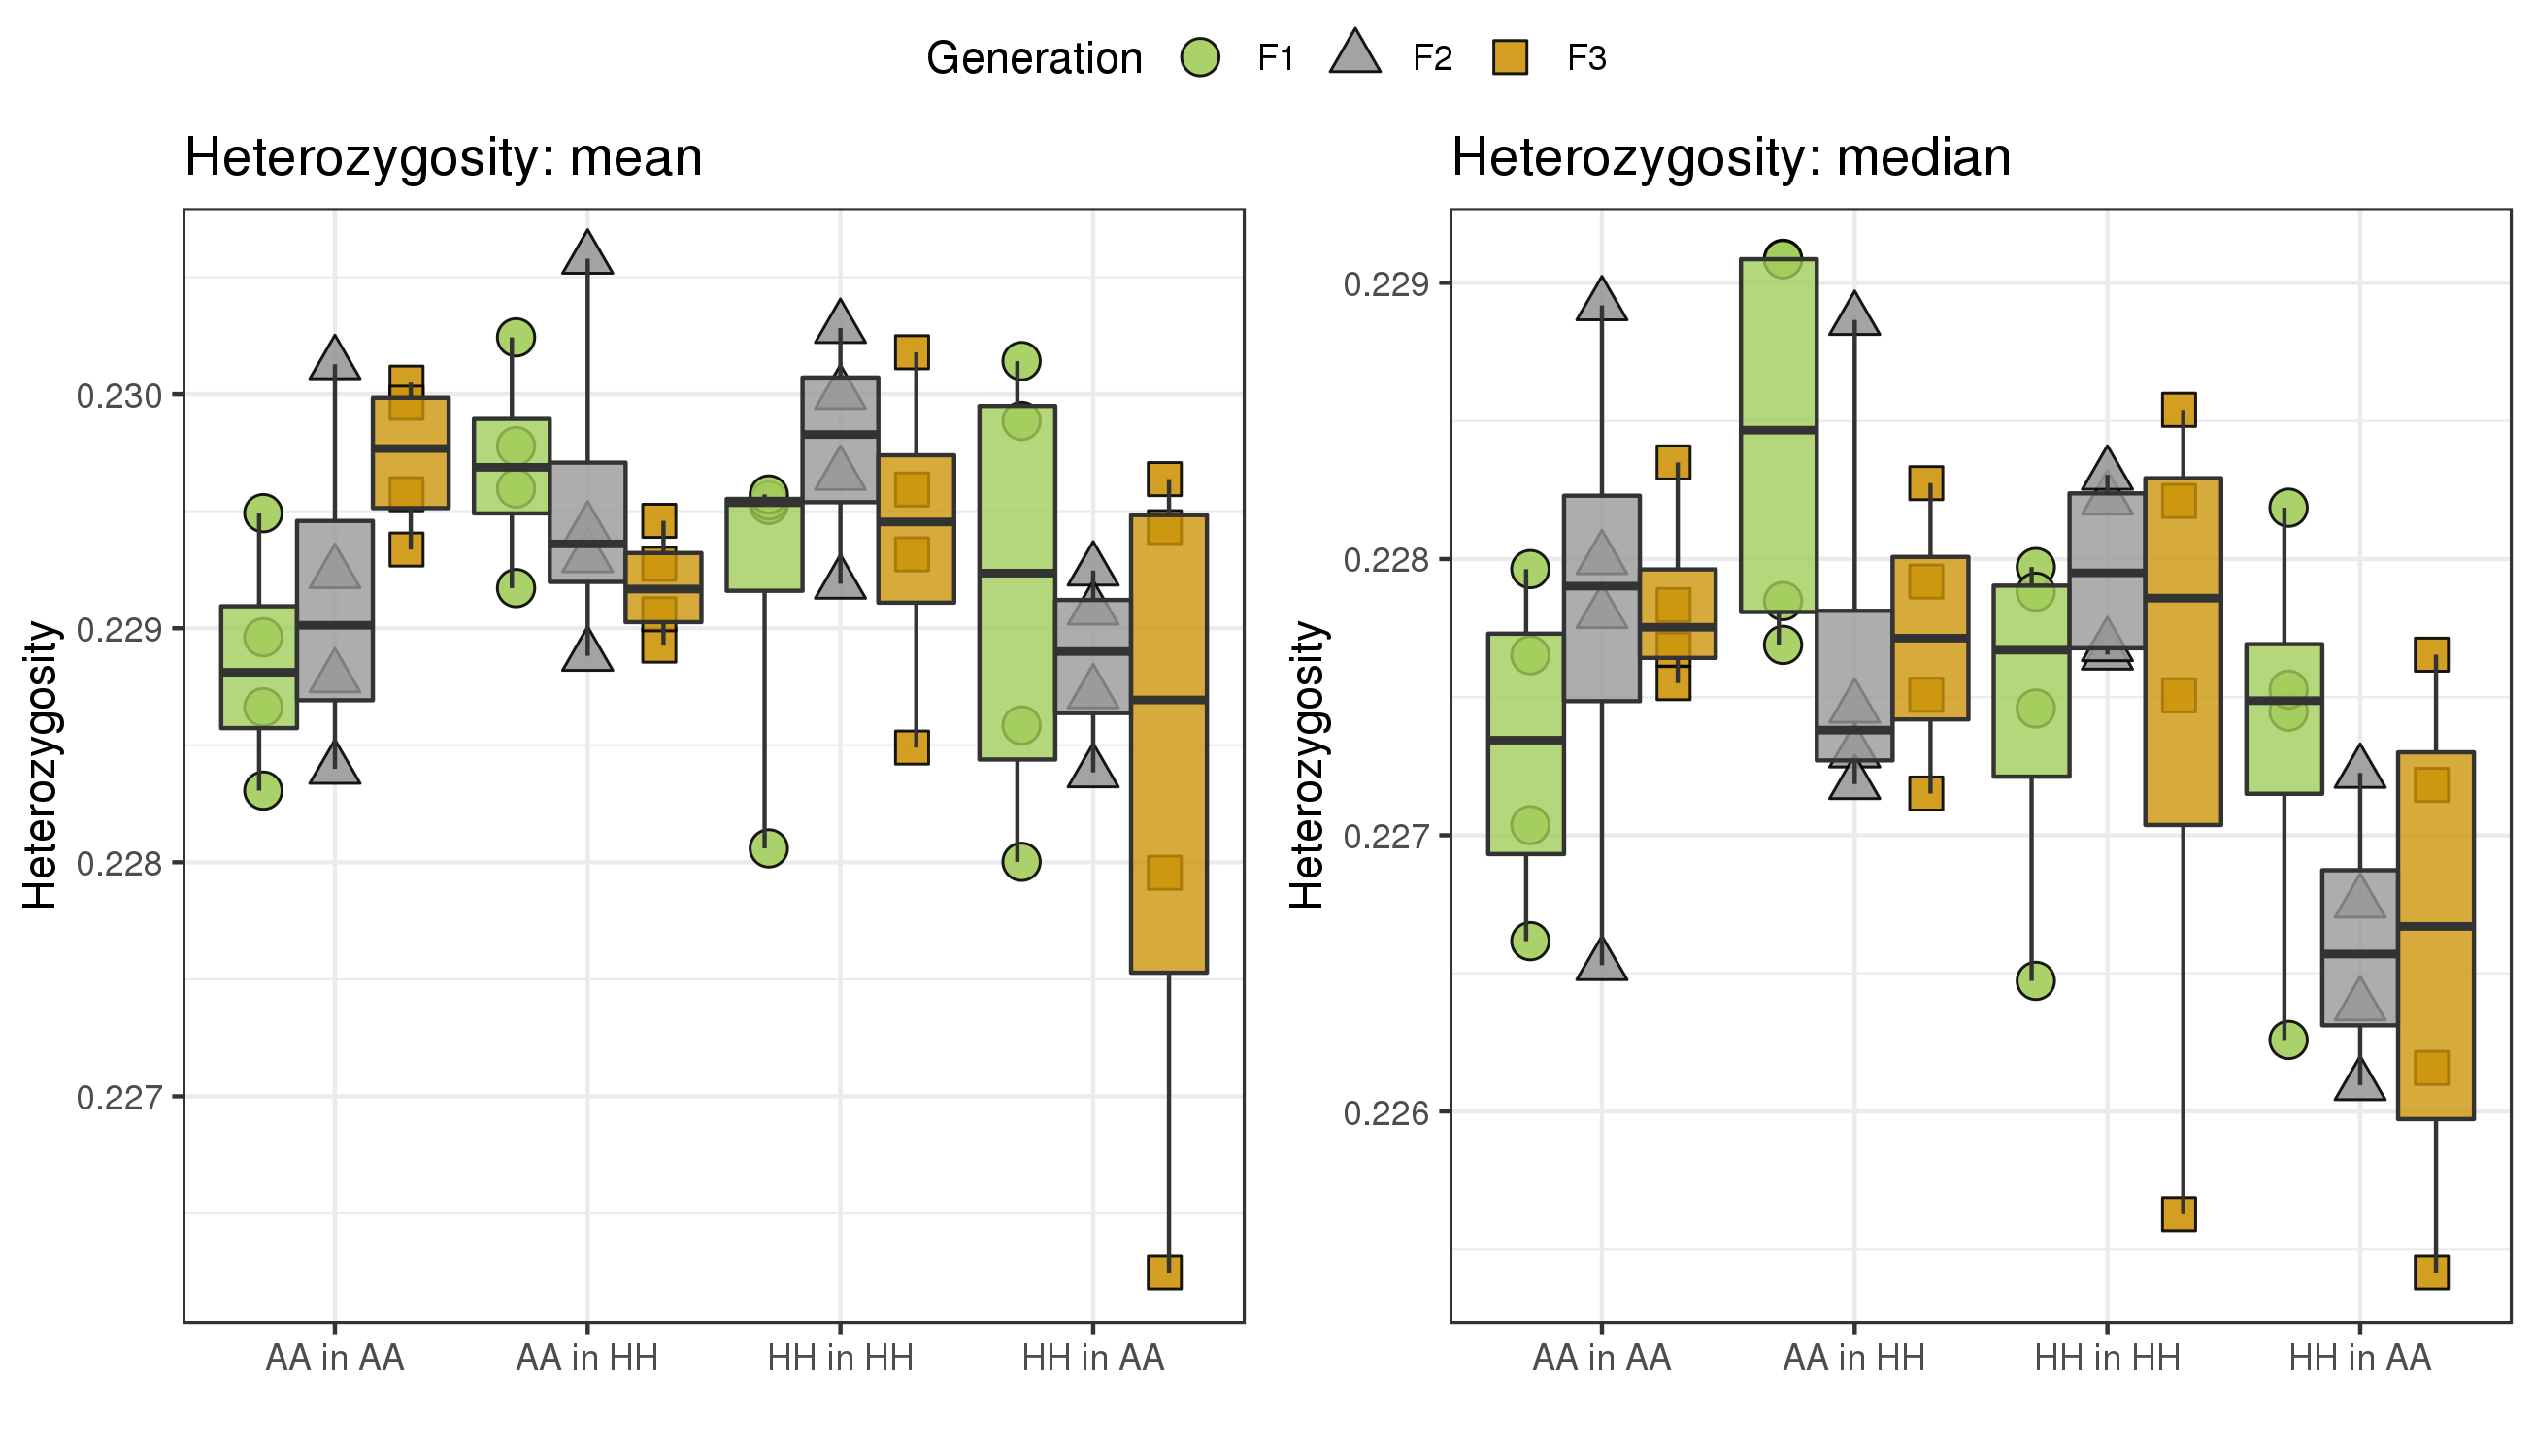 Generation F1 F2 F3
Heterozygosity: mean
Heterozygosity
0.230
0.229
0.228
0.227
AA in AA AA in HH HH in HH HH in AA
Heterozygosity: median
Heterozygosity
0.229
0.228
0.227
0.226
AA in AA AA in HH HH in HH HH in AA